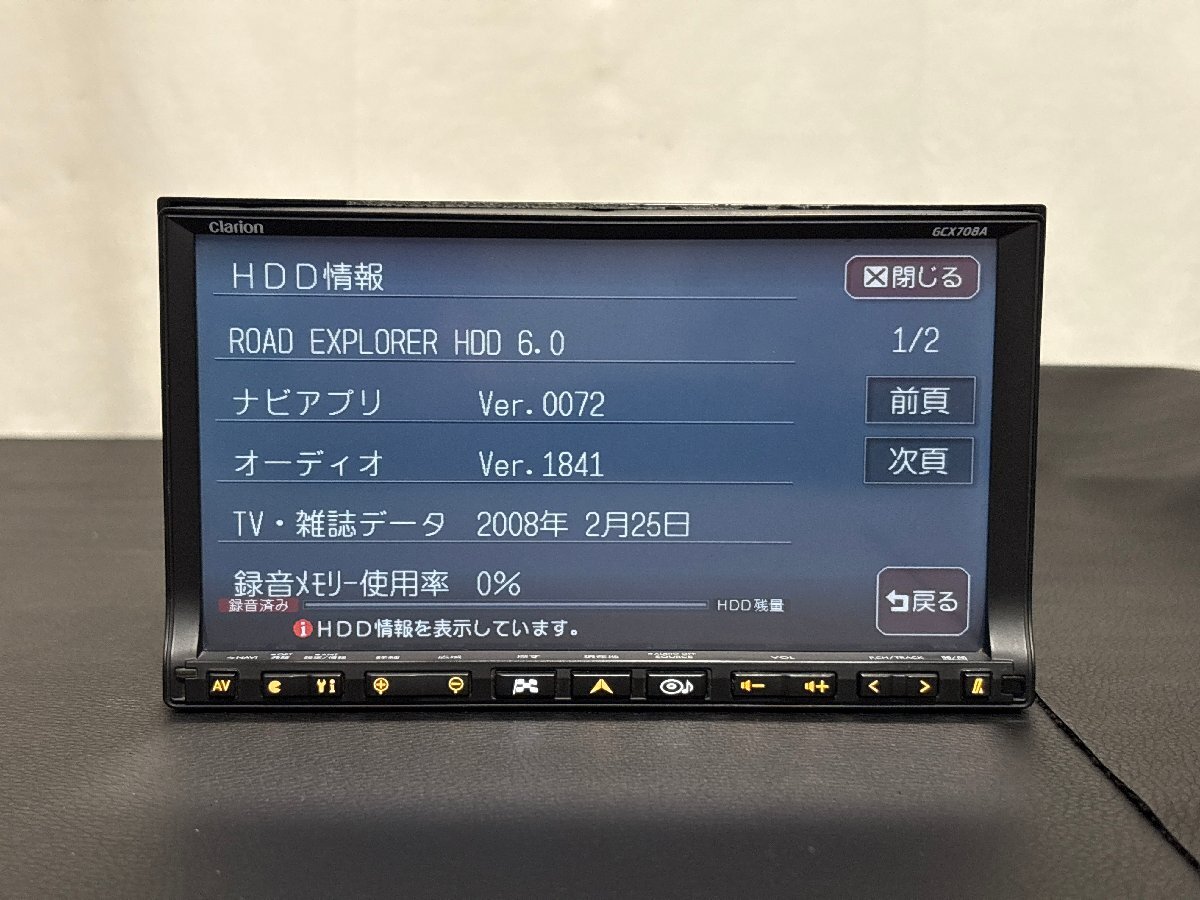 Clarion
GCX708A
HDD情報
閉じる
ROAD EXPLORER HDD 6.0
1/2
ナビアプリ Ver.0072
前頁
オーディオ Ver.1841
次頁
TV・雑誌データ 2008年 2月25日
録音ﾒﾓﾘｰ使用率 0%
録音済み
HDD残量
戻る
HDD情報を表示しています。
AV